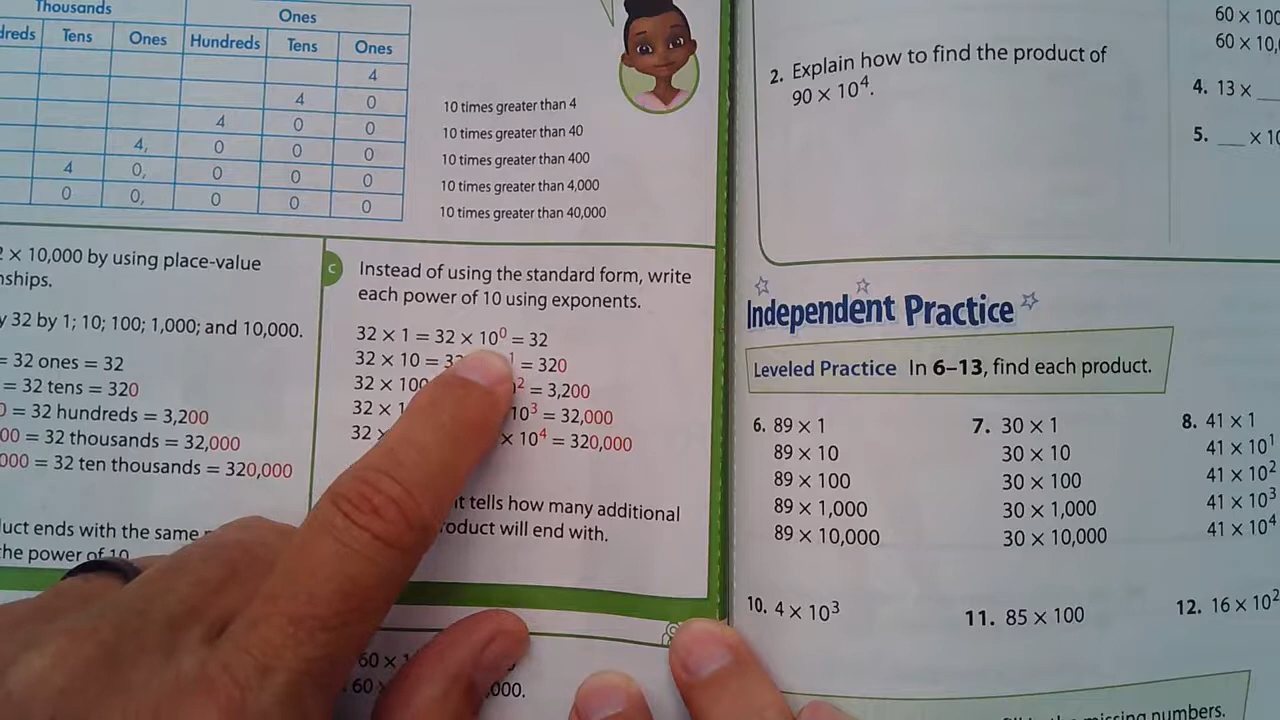 Thousands
Ones
Tens
Ones
Hundreds
Tens
Ones
4
4 0
4 0 0
4, 0 0 0
4 0, 0 0 0
0 0, 0 0 0
10 times greater than 4
10 times greater than 40
10 times greater than 400
10 times greater than 4,000
10 times greater than 40,000
× 10,000 by using place-value
32 by 1; 10; 100; 1,000; and 10,000.
= 32 ones = 32
= 32 tens = 320
= 32 hundreds = 3,200
= 32 thousands = 32,000
= 32 ten thousands = 320,000
ends with the same
the power of 10
C
Instead of using the standard form, write
each power of 10 using exponents.
32 × 1 = 32 × 10⁰ = 32
32 × 10 = ¹ = 320
32 × 100 ² = 3,200
32 × 10³ = 32,000
32 × 10⁴ = 320,000
tells how many additional
will end with.
60 ×
60
2. Explain how to find the product of
90 × 10⁴.
60 × 100
60 × 10,
4. 13 × __
5. __ × 10
Independent Practice
Leveled Practice In 6–13, find each product.
6. 89 × 1
89 × 10
89 × 100
89 × 1,000
89 × 10,000
7. 30 × 1
30 × 10
30 × 100
30 × 1,000
30 × 10,000
8. 41 × 1
41 × 10¹
41 × 10²
41 × 10³
41 × 10⁴
10. 4 × 10³
11. 85 × 100
12. 16 × 10²
missing numbers.